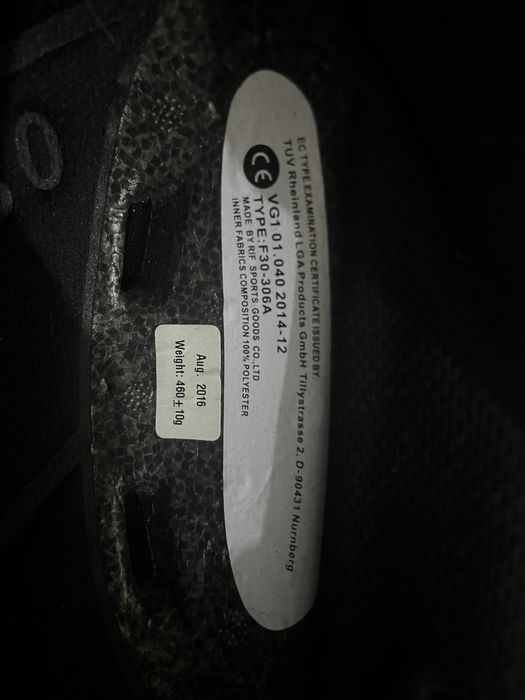 EC TYPE EXAMINATION CERTIFICATE ISSUED BY:
TUV Rheinland LGA Products GmbH Tillystrasse 2, D-90431 Nurnberg
CE
VG1 01.040 2014-12
TYPE:F30-306A
MADE BY RIF SPORTS GOODS CO.,LTD
INNER FABRICS COMPOSITION 100% POLYESTER
Aug. 2016
Weight: 460±10g